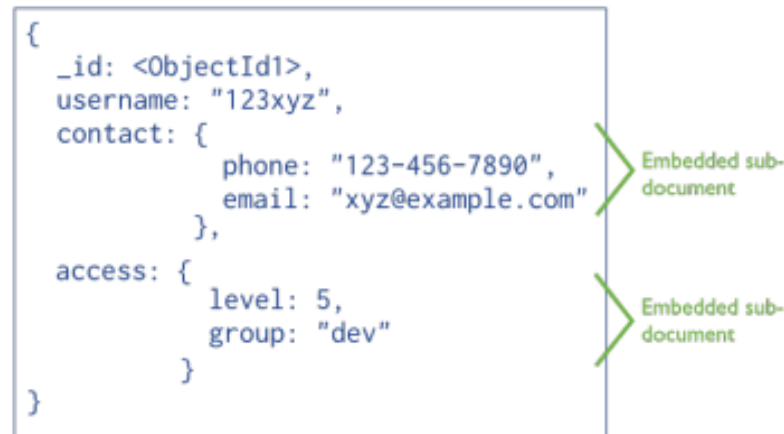 {
_id: <ObjectId1>,
username: "123xyz",
contact: {
phone: "123-456-7890",
email: "xyz@example.com"
},
Embedded sub-
document
access: {
level: 5,
group: "dev"
}
Embedded sub-
document
}